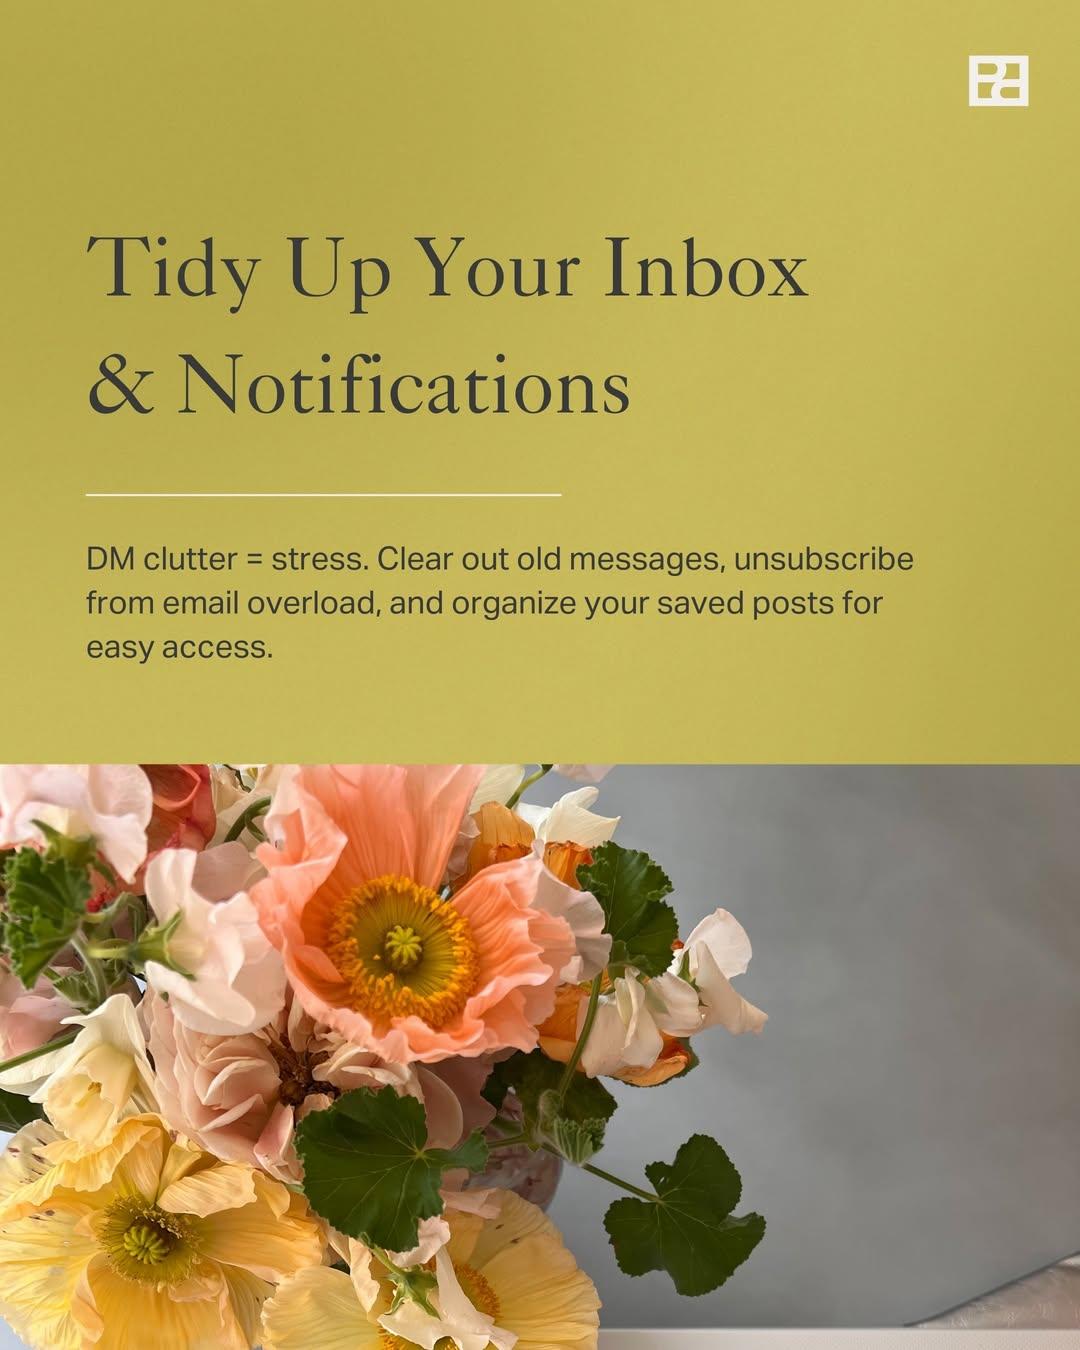 Tidy Up Your Inbox
& Notifications
DM clutter = stress. Clear out old messages, unsubscribe
from email overload, and organize your saved posts for
easy access.